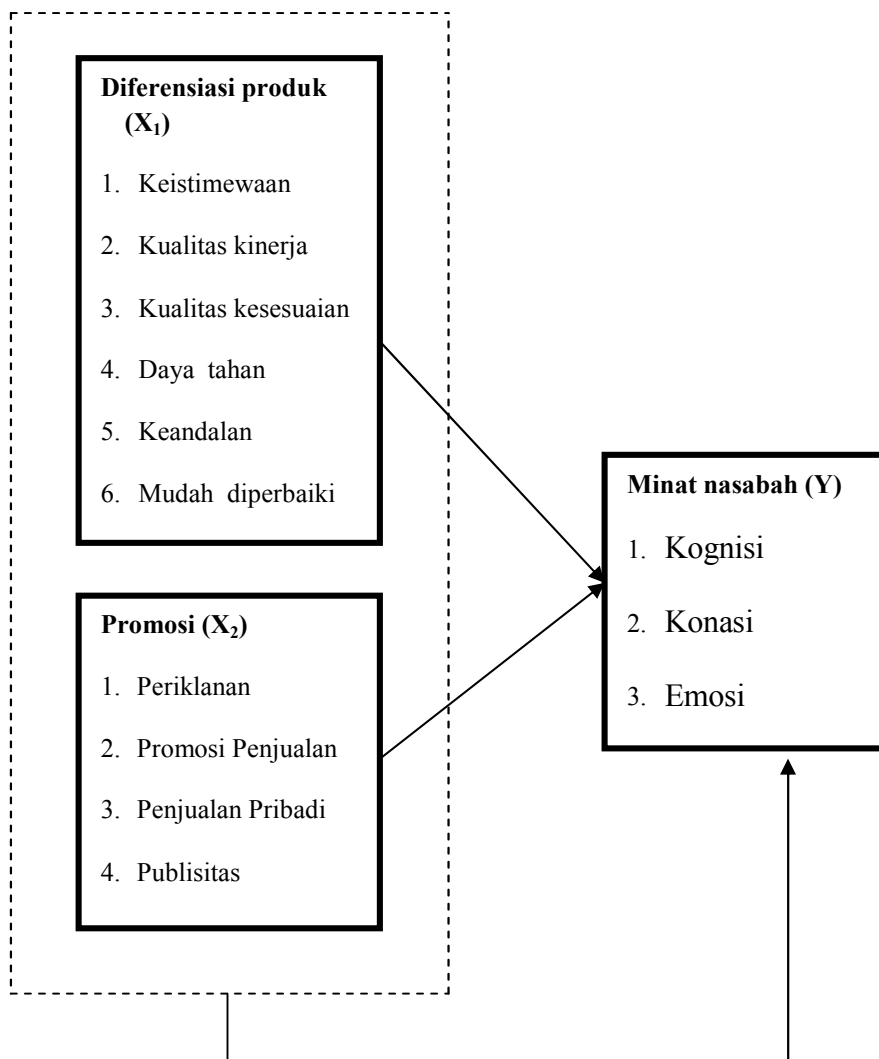 Diferensiasi produk
(X₁)
1. Keistimewaan
2. Kualitas kinerja
3. Kualitas kesesuaian
4. Daya tahan
5. Keandalan
6. Mudah diperbaiki
Promosi (X₂)
1. Periklanan
2. Promosi Penjualan
3. Penjualan Pribadi
4. Publisitas
Minat nasabah (Y)
1. Kognisi
2. Konasi
3. Emosi